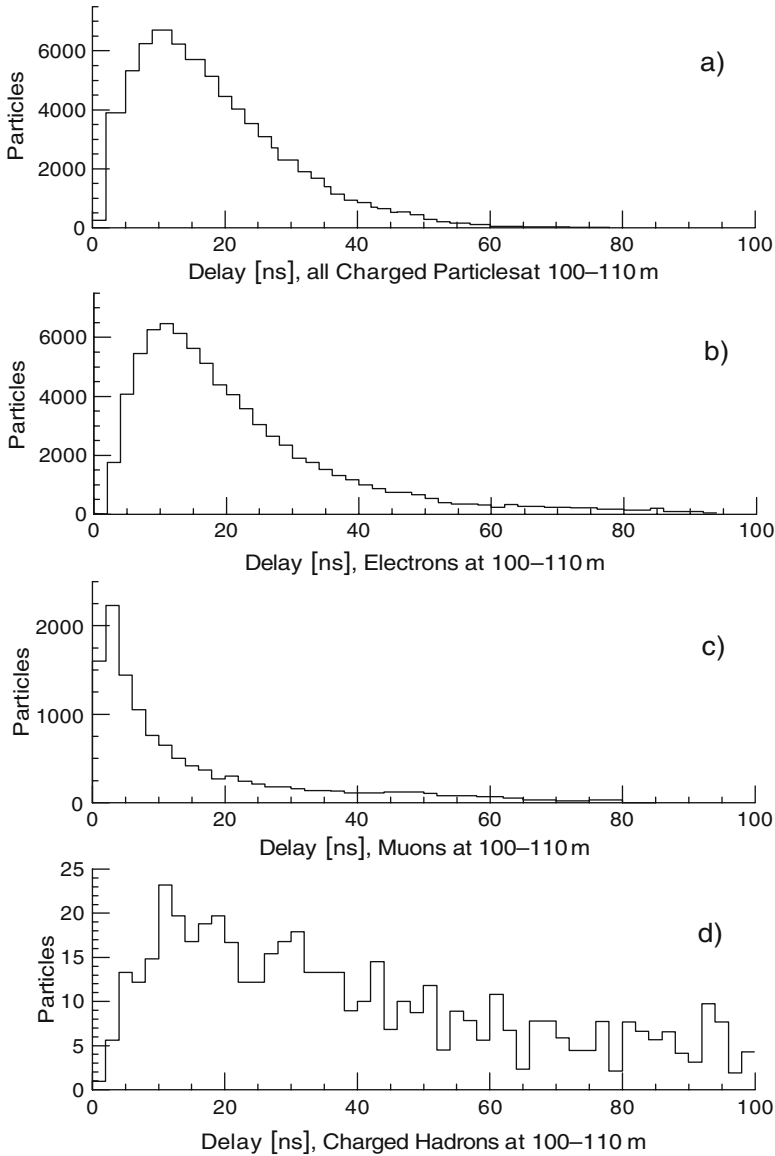 6000
4000
2000
0
Particles
a)
0 20 40 60 80 100
Delay [ns], all Charged Particlesat 100–110 m
6000
4000
2000
0
Particles
b)
0 20 40 60 80 100
Delay [ns], Electrons at 100–110 m
2000
1000
0
Particles
c)
0 20 40 60 80 100
Delay [ns], Muons at 100–110 m
25
20
15
10
5
0
Particles
d)
0 20 40 60 80 100
Delay [ns], Charged Hadrons at 100–110 m